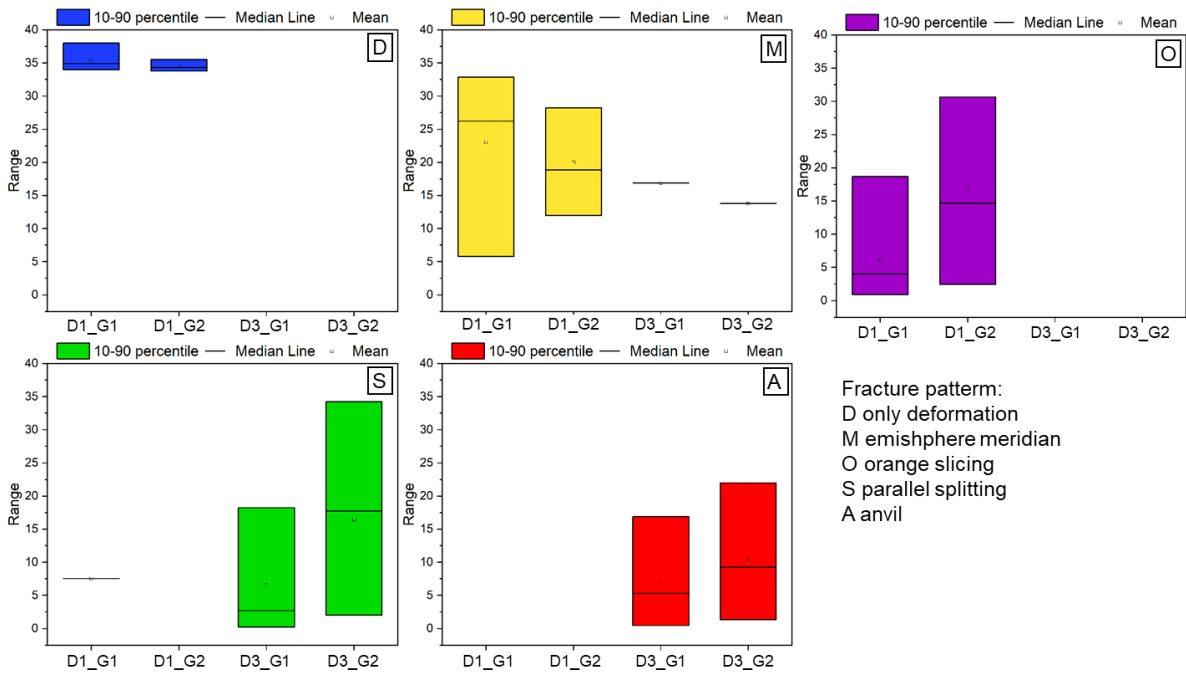 10-90 percentile Median Line Mean
D
40
35
30
25
20
15
10
5
0
Range
D1_G1 D1_G2 D3_G1 D3_G2
10-90 percentile Median Line Mean
M
40
35
30
25
20
15
10
5
0
Range
D1_G1 D1_G2 D3_G1 D3_G2
10-90 percentile Median Line Mean
O
40
35
30
25
20
15
10
5
0
Range
D1_G1 D1_G2 D3_G1 D3_G2
10-90 percentile Median Line Mean
S
40
35
30
25
20
15
10
5
0
Range
D1_G1 D1_G2 D3_G1 D3_G2
10-90 percentile Median Line Mean
A
40
35
30
25
20
15
10
5
0
Range
D1_G1 D1_G2 D3_G1 D3_G2
Fracture patterm:
D only deformation
M emishphere meridian
O orange slicing
S parallel splitting
A anvil